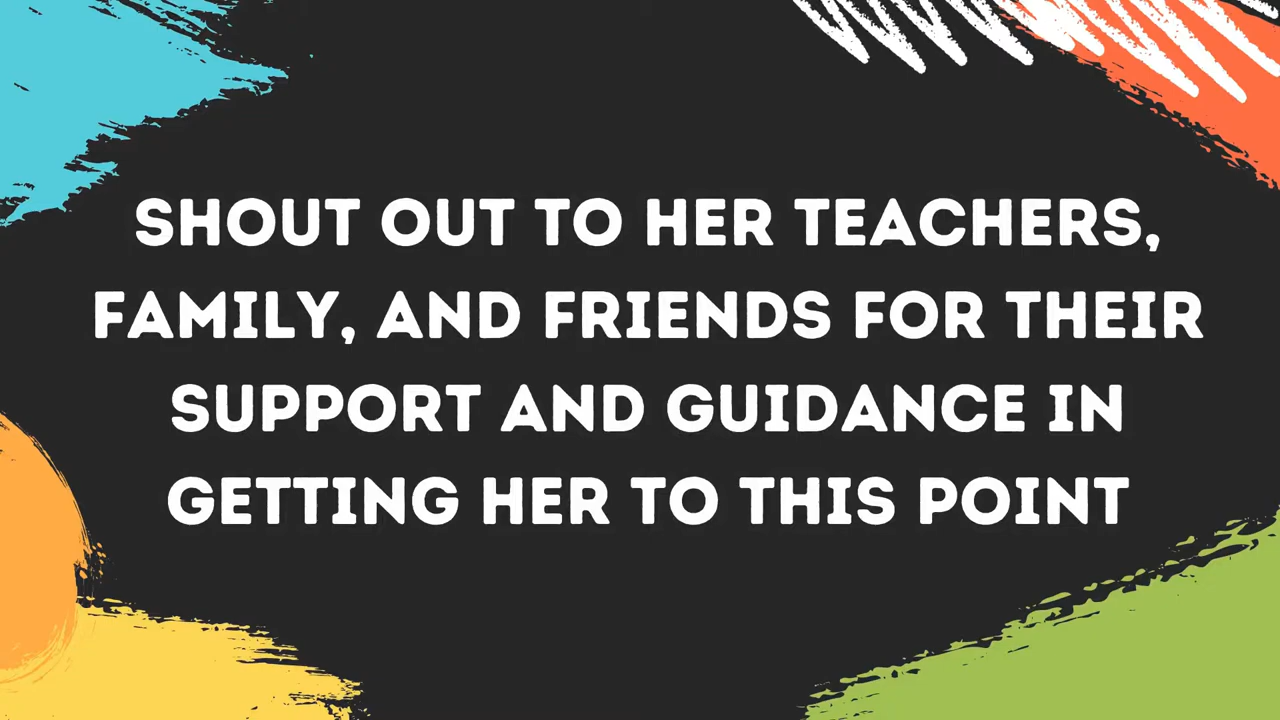 SHOUT OUT TO HER TEACHERS,
FAMILY, AND FRIENDS FOR THEIR
SUPPORT AND GUIDANCE IN
GETTING HER TO THIS POINT